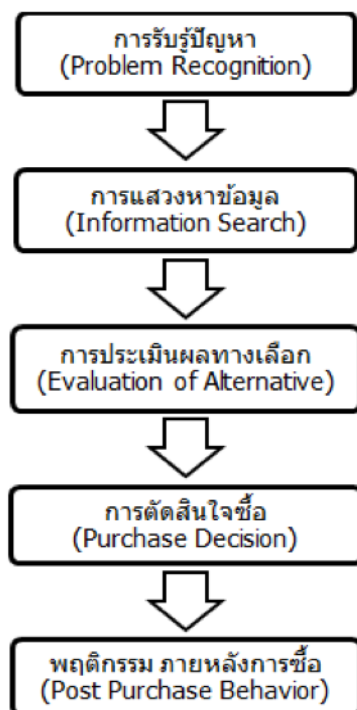 การรับรู้ปัญหา
(Problem Recognition)
การแสวงหาข้อมูล
(Information Search)
การประเมินผลทางเลือก
(Evaluation of Alternative)
การตัดสินใจซื้อ
(Purchase Decision)
พฤติกรรม ภายหลังการซื้อ
(Post Purchase Behavior)